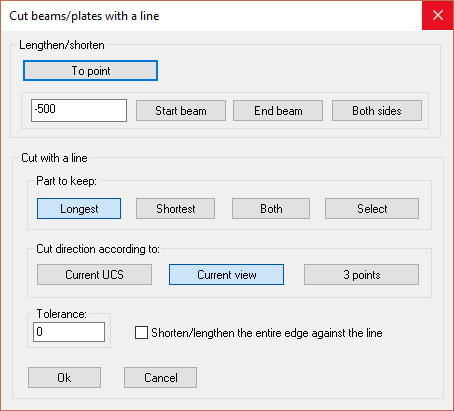 Cut beams/plates with a line
Lengthen/shorten
To point
-500 Start beam End beam Both sides
Cut with a line
Part to keep:
Longest Shortest Both Select
Cut direction according to:
Current UCS Current view 3 points
Tolerance:
0 Shorten/lengthen the entire edge against the line
Ok Cancel